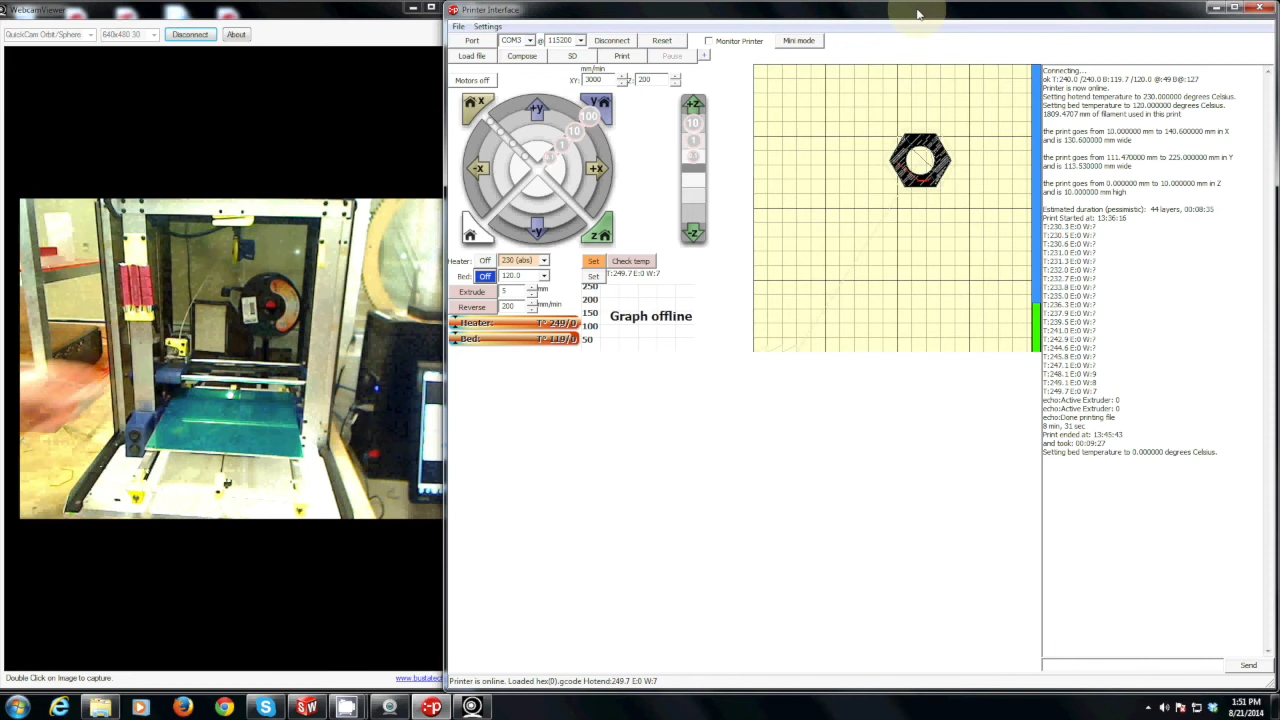 WebcamViewer
QuickCam Orbit/Sphere 640x480 30 Disconnect About
Double Click on Image to capture.
Printer Interface
File Settings
Port COM3 @ 115200 Disconnect Reset Monitor Printer Mini mode
Load file Compose SD Print Pause +
mm/min
Motors off XY: 3000 Z: 200
x +y y
100
10
1
0.1
-x +x
-y z
+z
10
1
0.1
-z
Heater: Off 230 (abs) Set Check temp
Bed: Off 120.0 Set T:249.7 E:0 W:7
Extrude 5 mm
Reverse 200 mm/min
Heater: T° 249/0
Bed: T° 119/0
250
200
150
100
50
Graph offline
Connecting...
ok T:240.0 /240.0 B:119.7 /120.0 @:49 B@:127
Printer is now online.
Setting hotend temperature to 230.000000 degrees Celsius.
Setting bed temperature to 120.000000 degrees Celsius.
1809.4707 mm of filament used in this print
the print goes from 10.000000 mm to 140.600000 mm in X
and is 130.600000 mm wide
the print goes from 111.470000 mm to 225.000000 mm in Y
and is 113.530000 mm wide
the print goes from 0.000000 mm to 10.000000 mm in Z
and is 10.000000 mm high
Estimated duration (pessimistic): 44 layers, 00:08:35
Print Started at: 13:36:16
T:230.3 E:0 W:?
T:230.5 E:0 W:?
T:230.6 E:0 W:?
T:231.0 E:0 W:?
T:231.3 E:0 W:?
T:232.0 E:0 W:?
T:232.7 E:0 W:?
T:233.8 E:0 W:?
T:235.0 E:0 W:?
T:236.3 E:0 W:?
T:237.9 E:0 W:?
T:239.5 E:0 W:?
T:241.0 E:0 W:?
T:242.9 E:0 W:?
T:244.6 E:0 W:?
T:245.8 E:0 W:?
T:247.1 E:0 W:?
T:248.1 E:0 W:9
T:249.1 E:0 W:8
T:249.7 E:0 W:7
echo:Active Extruder: 0
echo:Active Extruder: 0
echo:Done printing file
8 min, 31 sec
Print ended at: 13:45:43
and took: 00:09:27
Setting bed temperature to 0.000000 degrees Celsius.
Send
Printer is online. Loaded hex(0).gcode Hotend:249.7 W:7
1:51 PM
8/21/2014